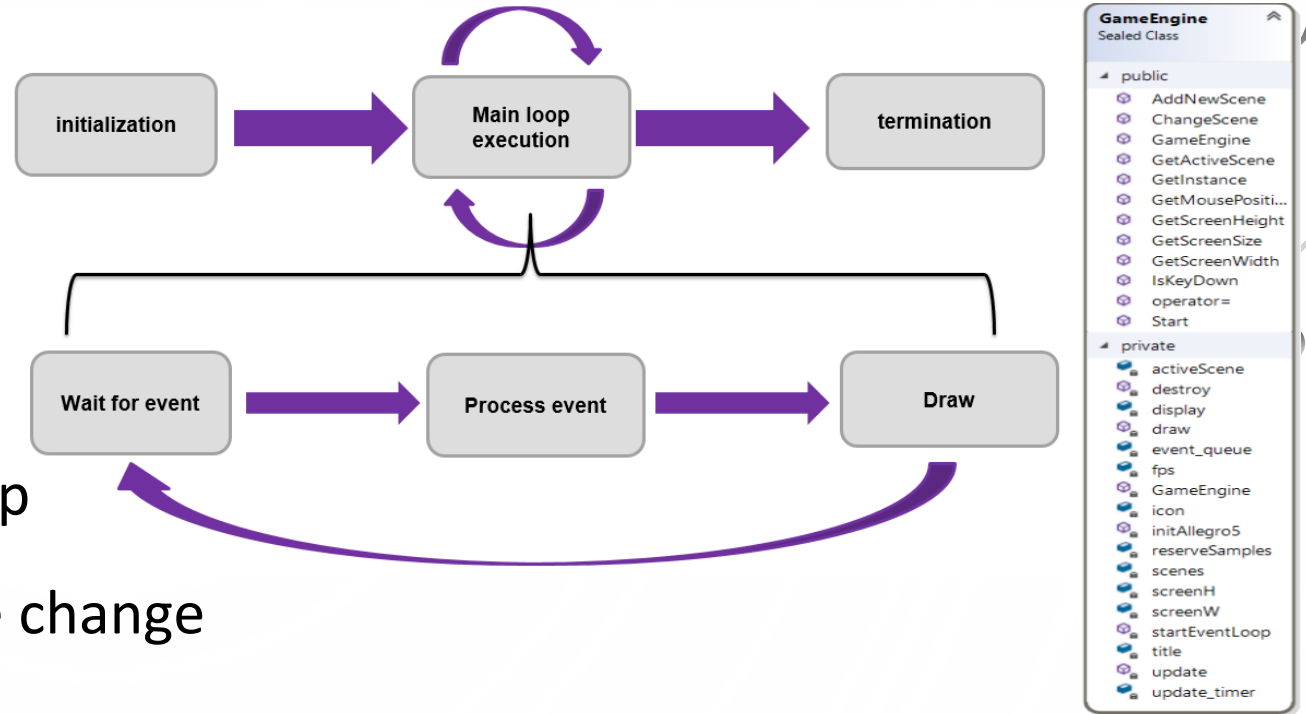 initialization
Main loop
execution
termination
Wait for event
Process event
Draw
p
change
GameEngine
Sealed Class
public
AddNewScene
ChangeScene
GameEngine
GetActiveScene
GetInstance
GetMousePositi...
GetScreenHeight
GetScreenSize
GetScreenWidth
IsKeyDown
operator=
Start
private
activeScene
destroy
display
draw
event_queue
fps
GameEngine
icon
initAllegro5
reserveSamples
scenes
screenH
screenW
startEventLoop
title
update
update_timer